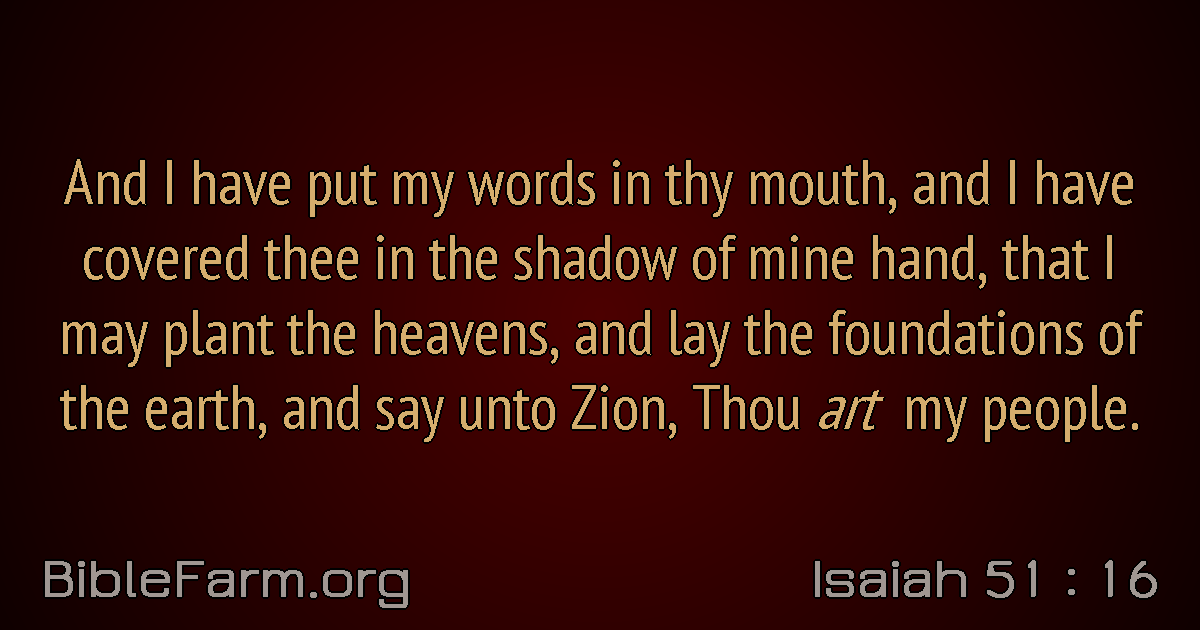 And I have put my words in thy mouth, and I have
covered thee in the shadow of mine hand, that I
may plant the heavens, and lay the foundations of
the earth, and say unto Zion, Thou art my people.
BibleFarm.org
Isaiah 51 : 16